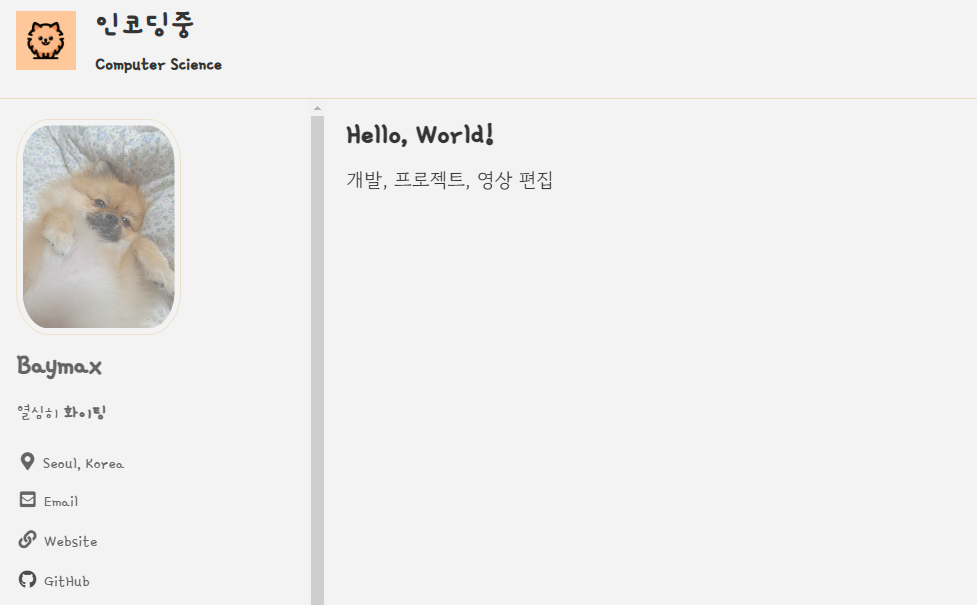 인코딩중
Computer Science
Baymax
열심히 화이팅
Seoul, Korea
Email
Website
GitHub
Hello, World!
개발, 프로젝트, 영상 편집